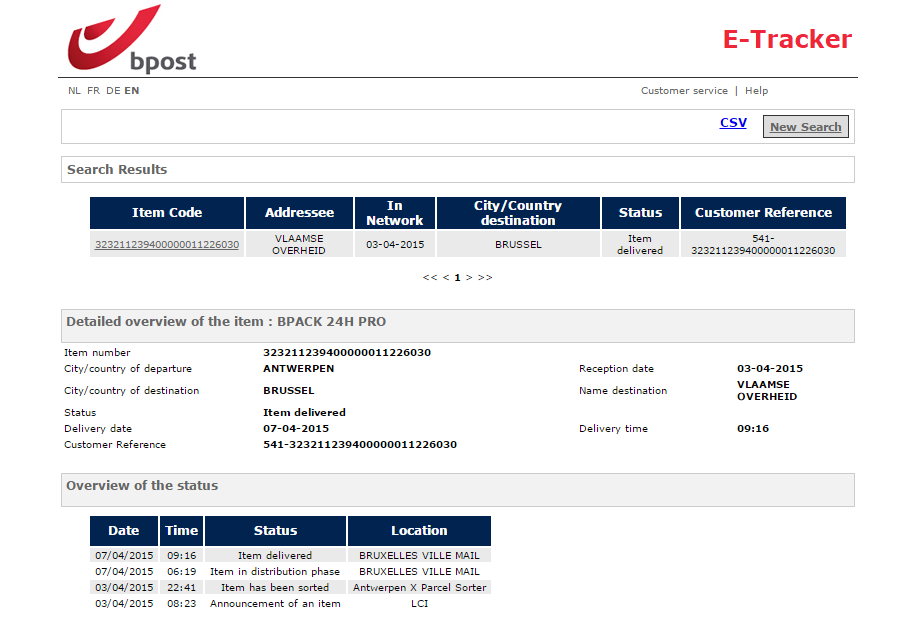 bpost
E-Tracker
NL FR DE EN
Customer service | Help
CSV New Search
Search Results
Item Code Addressee In Network City/Country destination Status Customer Reference
323211239400000011226030 VLAAMSE OVERHEID 03-04-2015 BRUSSEL Item delivered 541-323211239400000011226030
<< < 1 > >>
Detailed overview of the item : BPACK 24H PRO
Item number 323211239400000011226030
City/country of departure ANTWERPEN Reception date 03-04-2015
City/country of destination BRUSSEL Name destination VLAAMSE OVERHEID
Status Item delivered
Delivery date 07-04-2015 Delivery time 09:16
Customer Reference 541-323211239400000011226030
Overview of the status
Date Time Status Location
07/04/2015 09:16 Item delivered BRUXELLES VILLE MAIL
07/04/2015 06:19 Item in distribution phase BRUXELLES VILLE MAIL
03/04/2015 22:41 Item has been sorted Antwerpen X Parcel Sorter
03/04/2015 08:23 Announcement of an item LCI